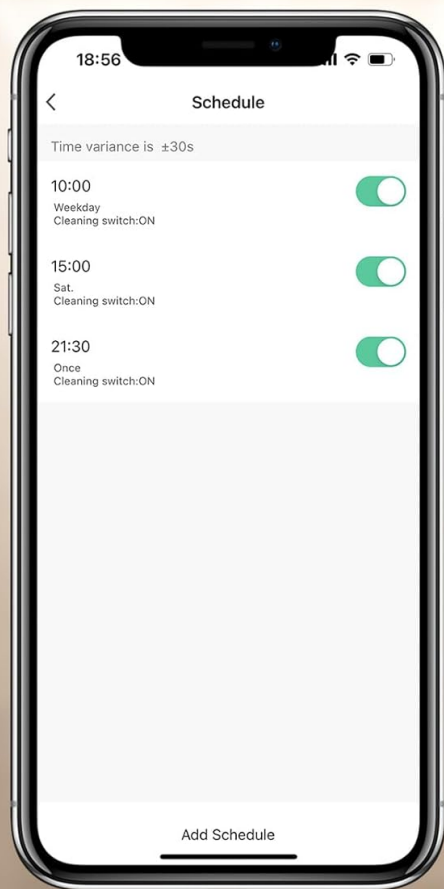 18:56
Schedule
Time variance is ±30s
10:00
Weekday
Cleaning switch:ON
15:00
Sat.
Cleaning switch:ON
21:30
Once
Cleaning switch:ON
Add Schedule